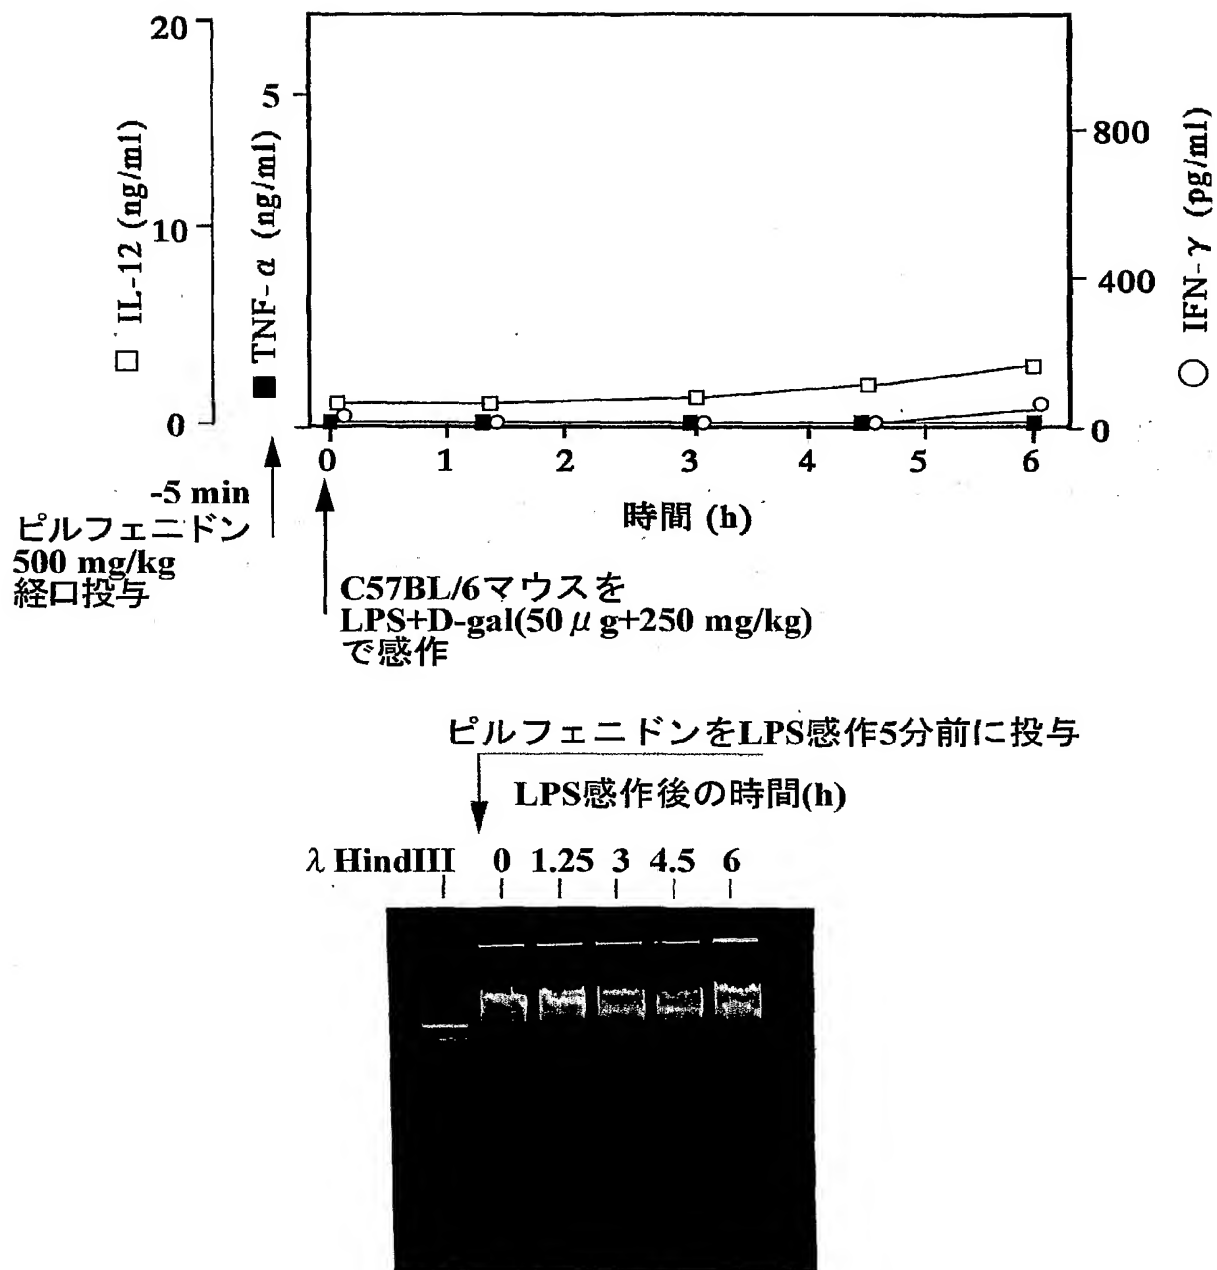 20
10
0
□ IL-12 (ng/ml)
5
■ TNF-α (ng/ml)
800
400
0
○ IFN-γ (pg/ml)
0 1 2 3 4 5 6
時間 (h)
-5 min
ピルフェニドン
500 mg/kg
経口投与
C57BL/6マウスを
LPS+D-gal(50μg+250 mg/kg)
で感作
ピルフェニドンをLPS感作5分前に投与
LPS感作後の時間(h)
λ HindIII 0 1.25 3 4.5 6